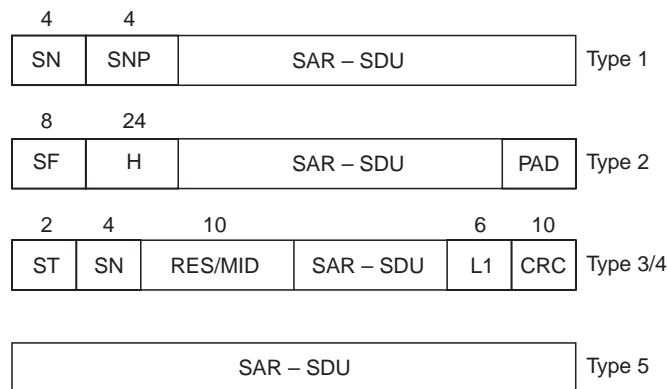 4 4
SN SNP SAR – SDU Type 1
8 24
SF H SAR – SDU PAD Type 2
2 4 10 6 10
ST SN RES/MID SAR – SDU L1 CRC Type 3/4
SAR – SDU Type 5